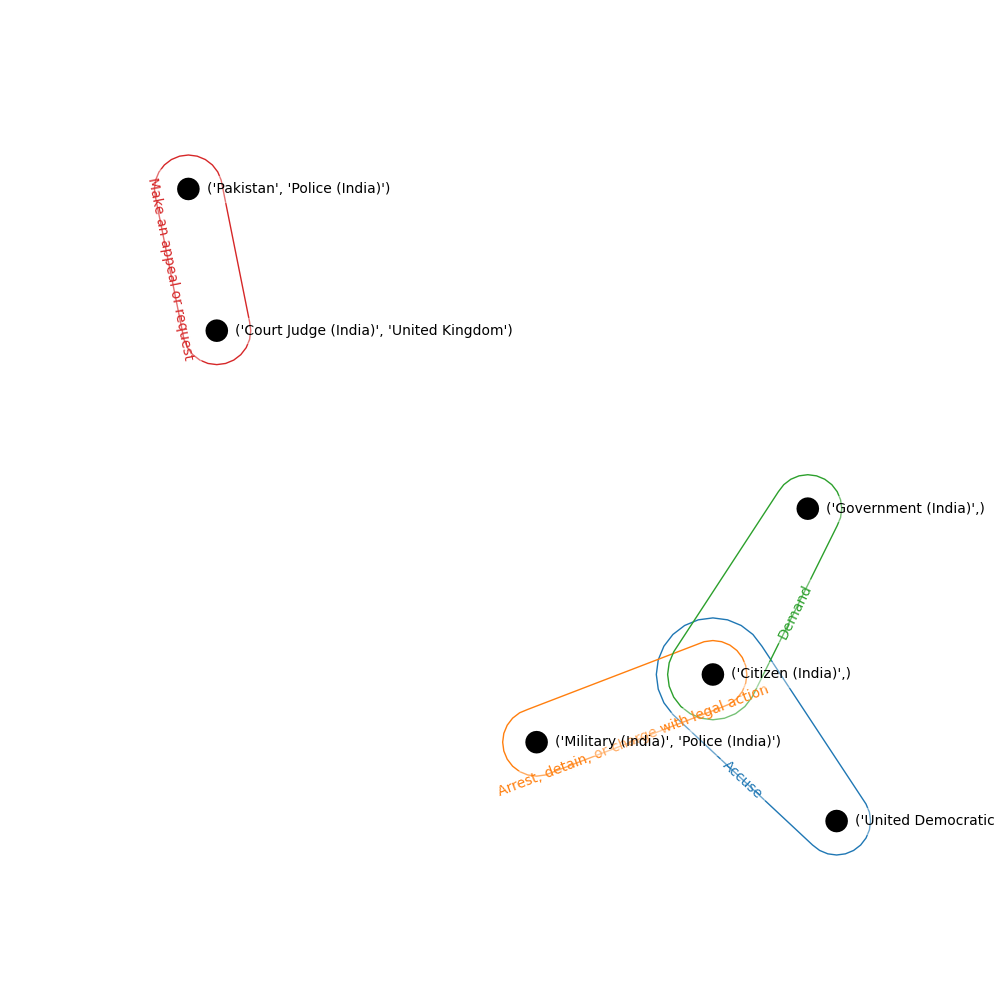 ('Pakistan', 'Police (India)')
Make an appeal or request
('Court Judge (India)', 'United Kingdom')
('Government (India)',)
Demand
('Citizen (India)',)
Arrest, detain, or charge with legal action
('Military (India)', 'Police (India)')
Accuse
('United Democratic